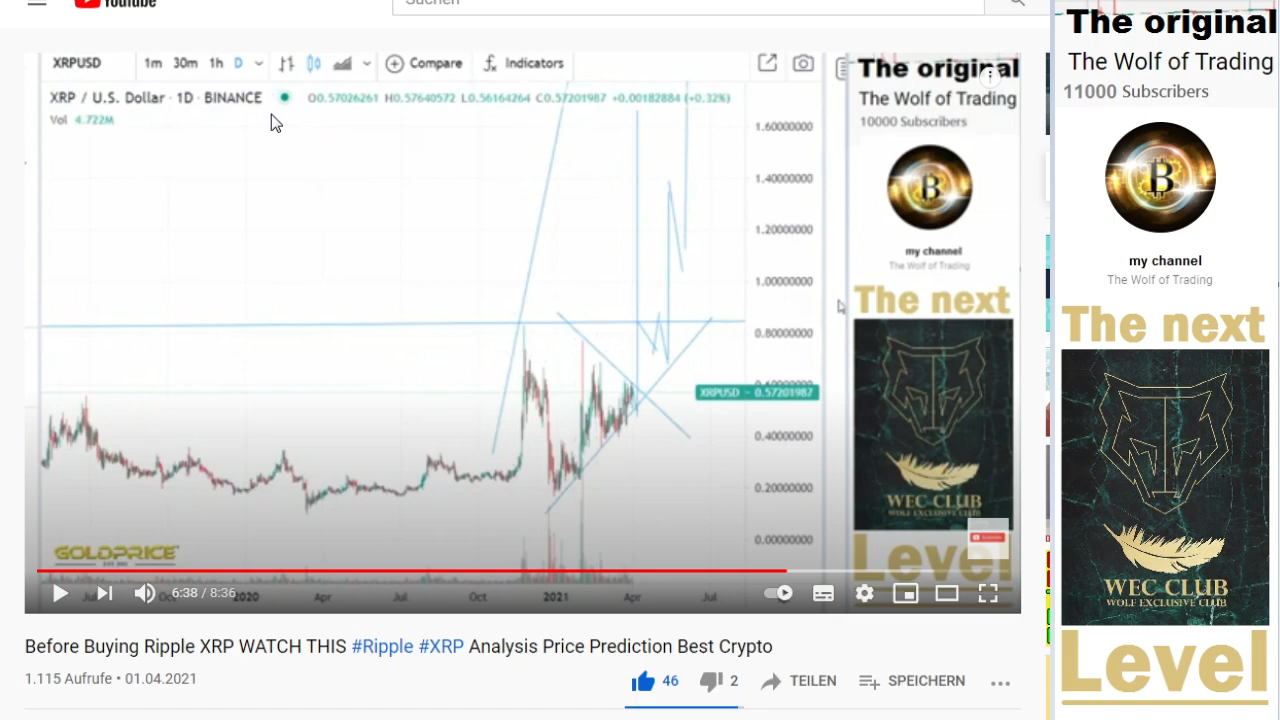 YouTube
Suchen
XRPUSD 1m 30m 1h D Compare Indicators
XRP / U.S. Dollar · 1D · BINANCE O0.57026261 H0.57640572 L0.56164264 C0.57201987 +0.00182884 (+0.32%)
Vol 4.722M
1.60000000
1.40000000
1.20000000
1.00000000
0.80000000
XRPUSD - 0.57201987
0.40000000
0.20000000
0.00000000
GOLDPRICE
2020 Apr Jul Oct 2021 Apr Jul
6:38 / 8:36
The original
The Wolf of Trading
10000 Subscribers
B
my channel
The Wolf of Trading
The next
WEC CLUB
WOLF EXCLUSIVE CLUB
Level
Before Buying Ripple XRP WATCH THIS #Ripple #XRP Analysis Price Prediction Best Crypto
1.115 Aufrufe • 01.04.2021
46 2 TEILEN SPEICHERN
The original
The Wolf of Trading
11000 Subscribers
B
my channel
The Wolf of Trading
The next
WEC CLUB
WOLF EXCLUSIVE CLUB
Level